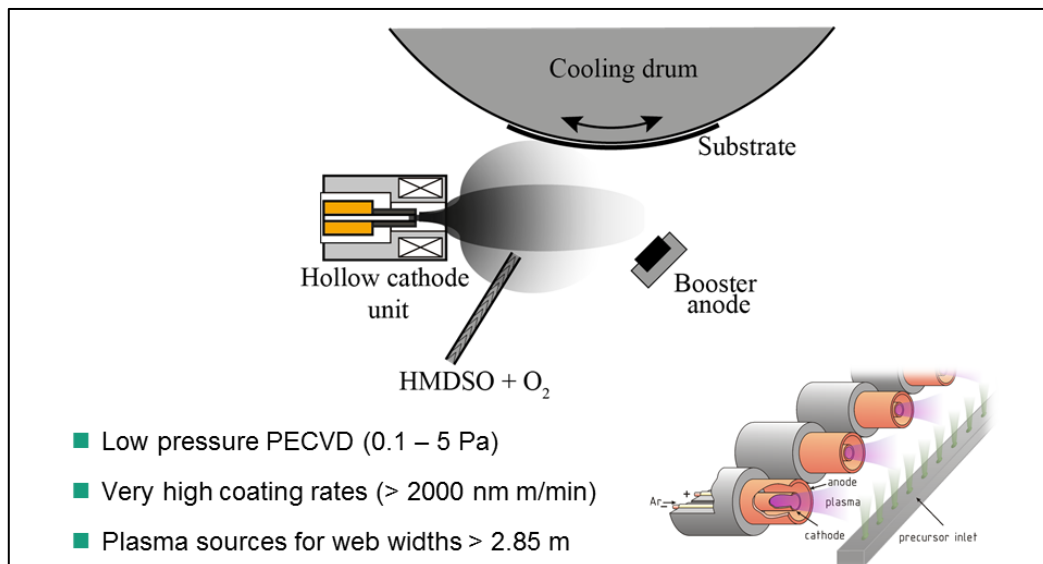 Cooling drum
Substrate
Hollow cathode
unit
Booster
anode
HMDSO + O₂
Low pressure PECVD (0.1 – 5 Pa)
Very high coating rates (> 2000 nm m/min)
Plasma sources for web widths > 2.85 m
anode
plasma
Ar
+
-
cathode
precursor inlet